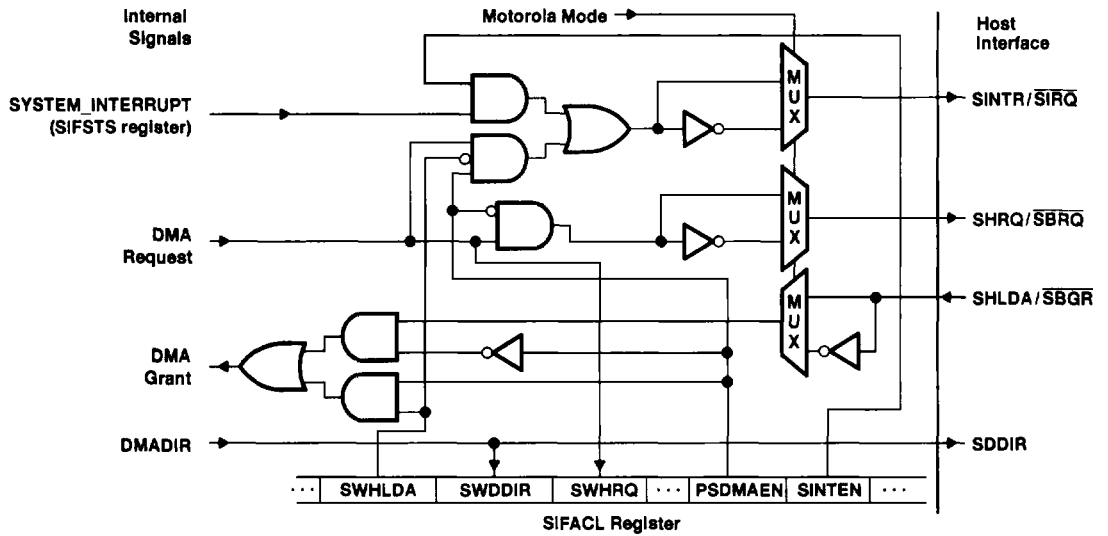 Internal
Signals
Motorola Mode
Host
Interface
SYSTEM_INTERRUPT
(SIFSTS register)
MUX
SINTR/SIRQ
DMA
Request
MUX
SHRQ/SBRQ
MUX
SHLDA/SBGR
DMA
Grant
DMADIR
SDDIR
··· SWHLDA SWDDIR SWHRQ ··· PSDMAEN SINTEN ···
SIFACL Register